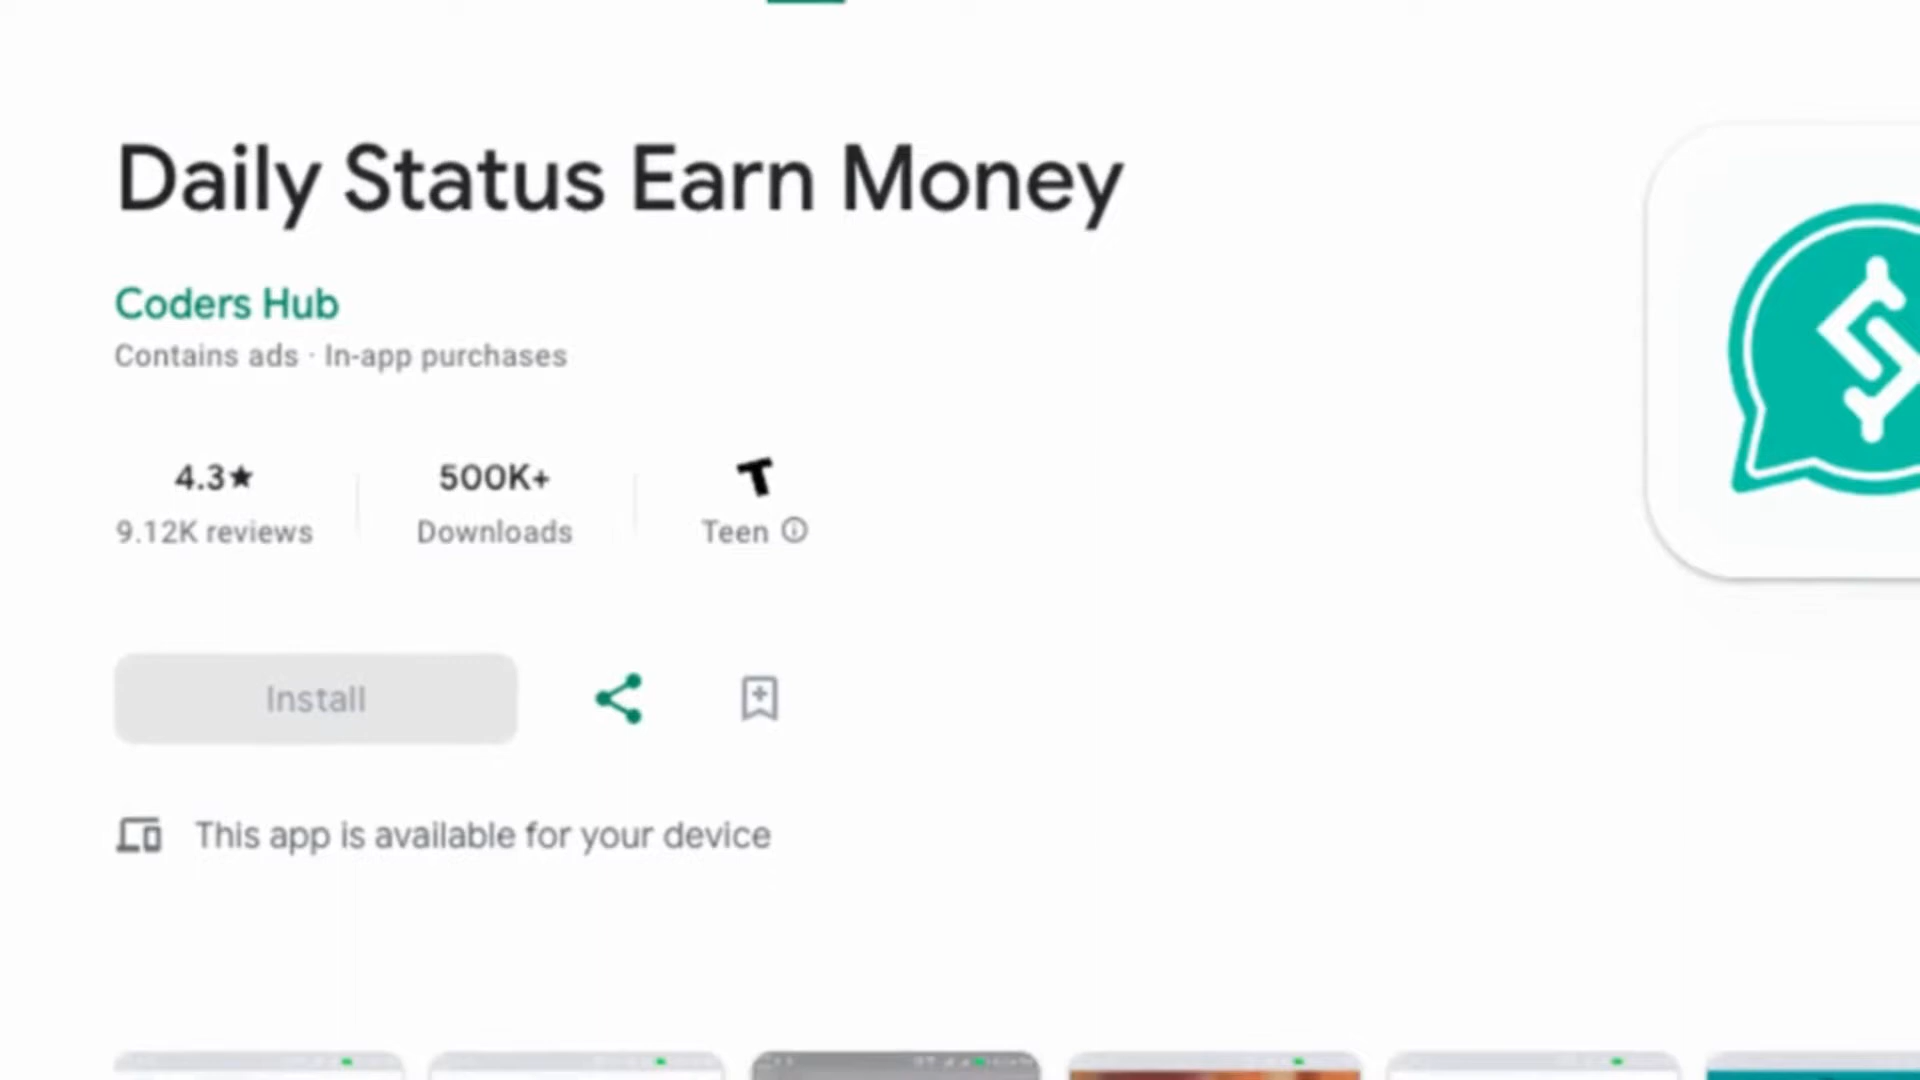 Daily Status Earn Money
Coders Hub
Contains ads · In-app purchases
4.3★ 500K+ T
9.12K reviews Downloads Teen
Install
This app is available for your device